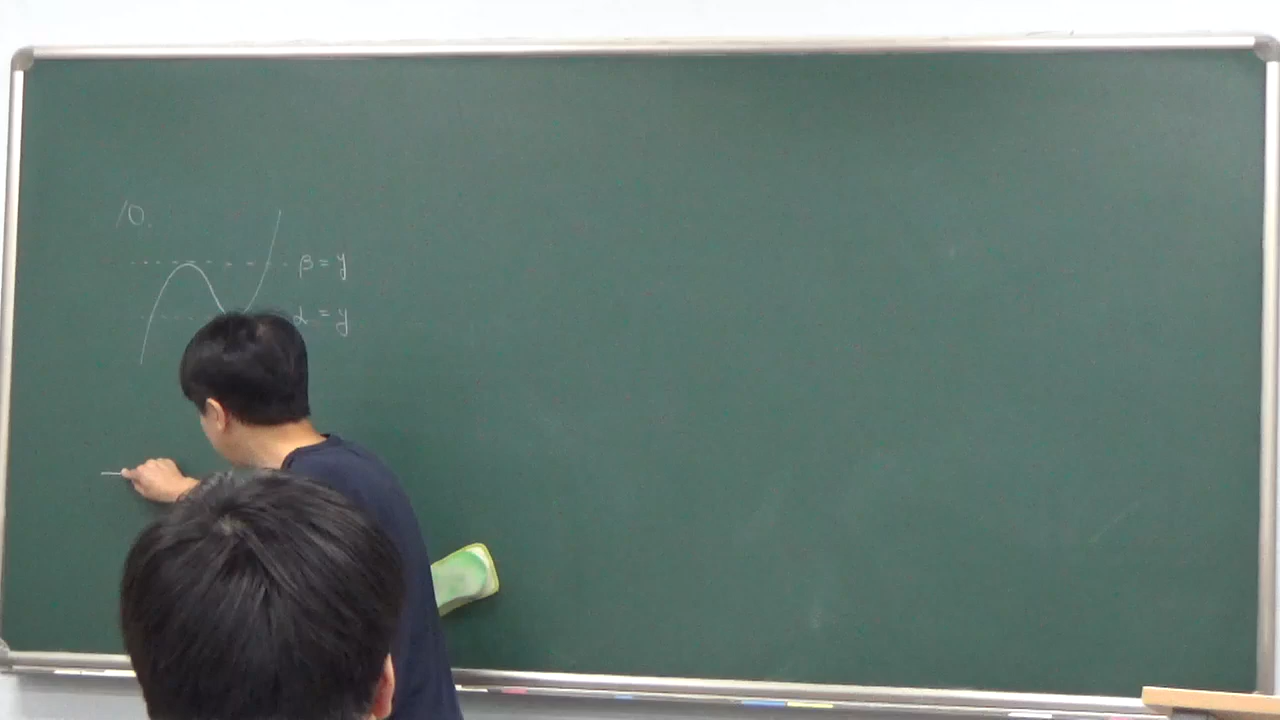 10.
β = y
α = y